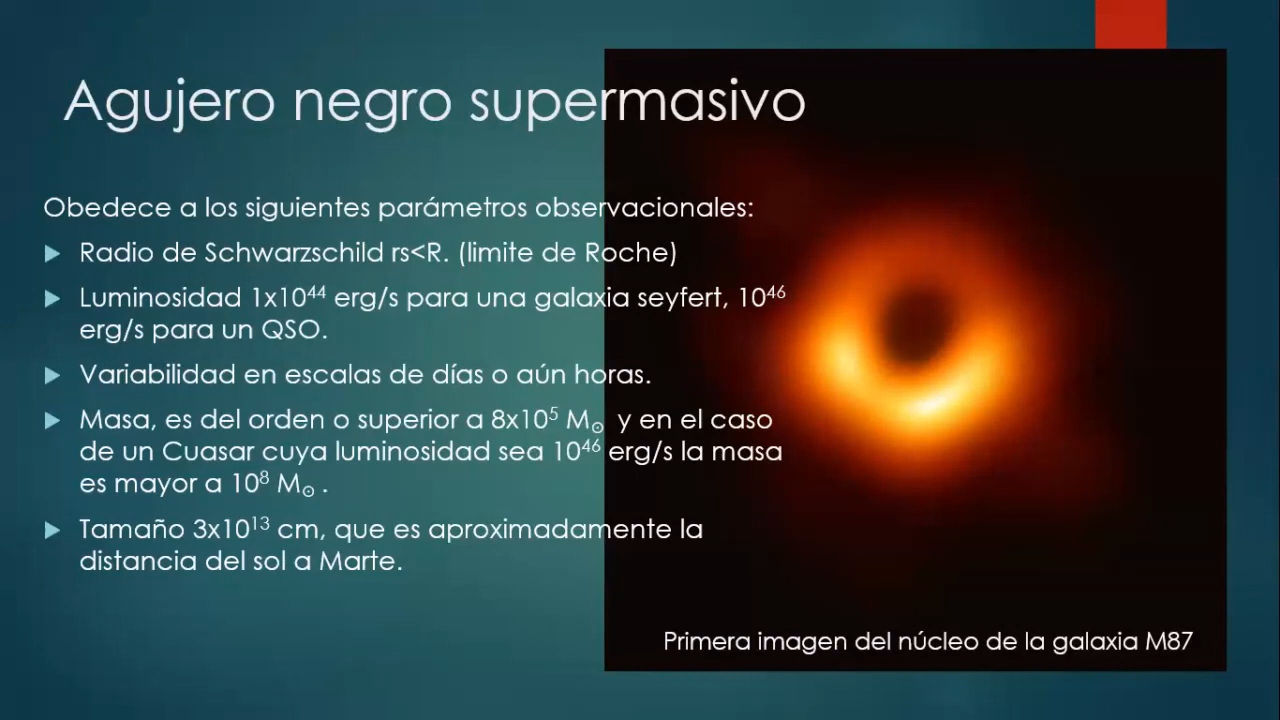 Agujero negro supermasivo
Obedece a los siguientes parámetros observacionales:
Radio de Schwarzschild rs<R. (limite de Roche)
Luminosidad 1x10⁴⁴ erg/s para una galaxia seyfert, 10⁴⁶
erg/s para un QSO.
Variabilidad en escalas de días o aún horas.
Masa, es del orden o superior a 8x10⁵ M⊙ y en el caso
de un Cuasar cuya luminosidad sea 10⁴⁶ erg/s la masa
es mayor a 10⁸ M⊙ .
Tamaño 3x10¹³ cm, que es aproximadamente la
distancia del sol a Marte.
Primera imagen del núcleo de la galaxia M87